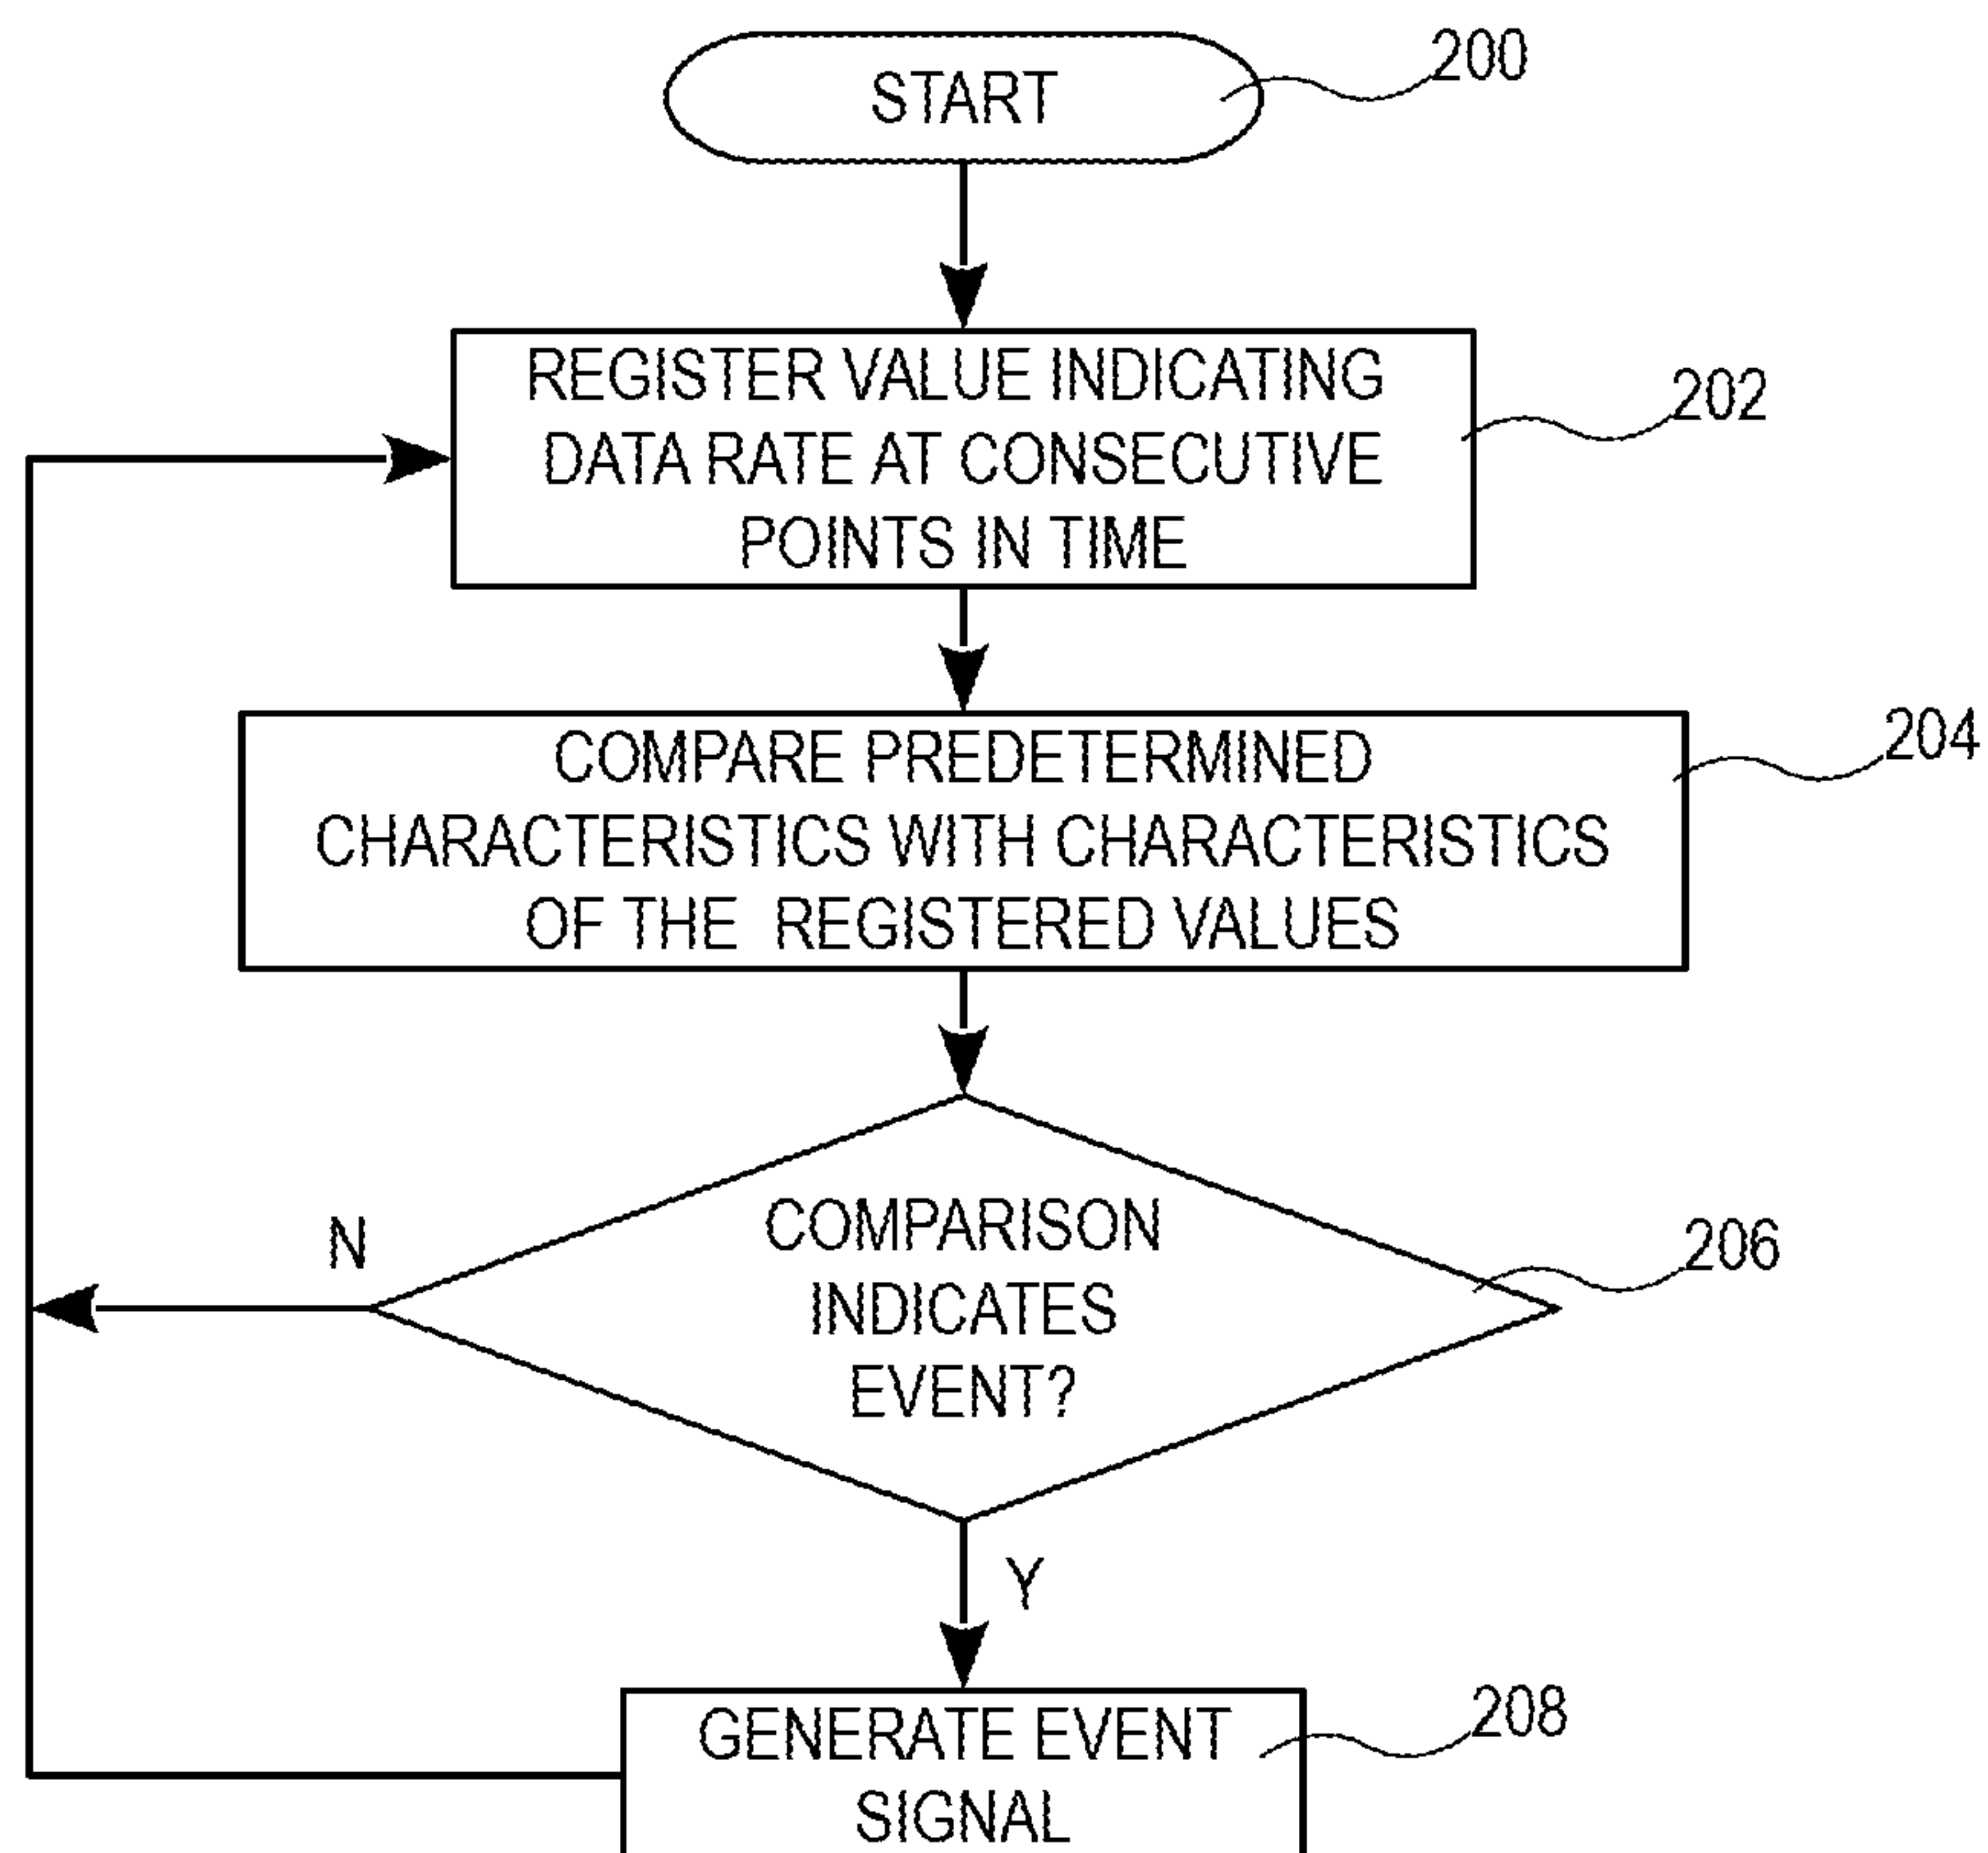 START
200
REGISTER VALUE INDICATING
DATA RATE AT CONSECUTIVE
POINTS IN TIME
202
COMPARE PREDETERMINED
CHARACTERISTICS WITH CHARACTERISTICS
OF THE REGISTERED VALUES
204
COMPARISON
INDICATES
EVENT?
206
N
Y
GENERATE EVENT
SIGNAL
208